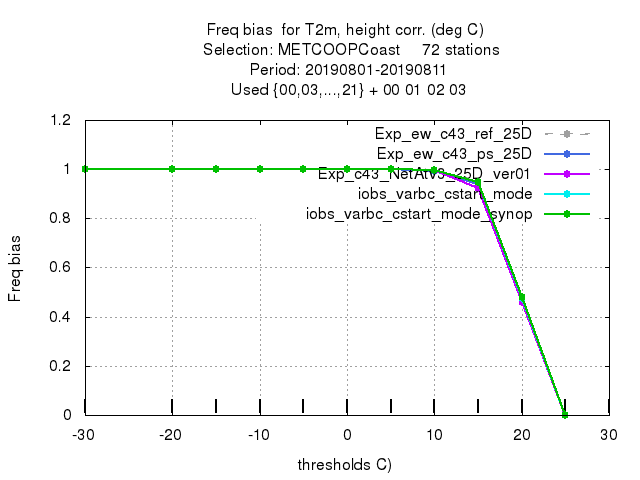 Freq bias for T2m, height corr. (deg C)
Selection: METCOOPCoast 72 stations
Period: 20190801-20190811
Used {00,03,...,21} + 00 01 02 03
Exp_ew_c43_ref_25D
Exp_ew_c43_ps_25D
Exp_c43_NetAtV3_25D_ver01
iobs_varbc_cstart_mode
iobs_varbc_cstart_mode_synop
1.2
1
0.8
0.6
0.4
0.2
0
Freq bias
-30 -20 -10 0 10 20 30
thresholds C)